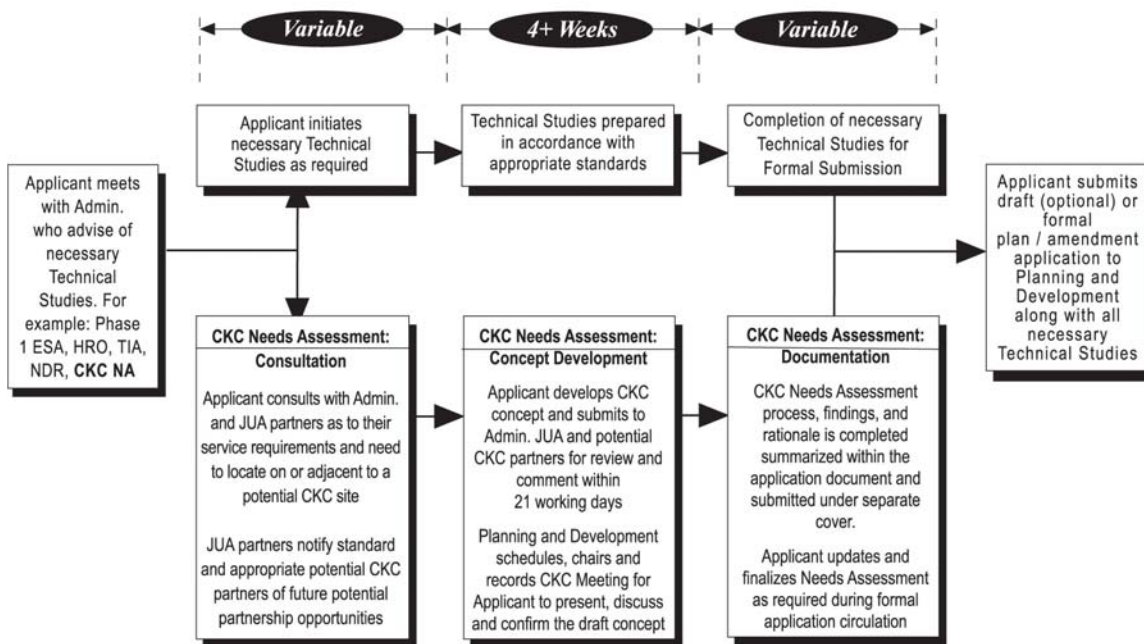 Variable
4+ Weeks
Variable
Applicant meets
with Admin.
who advise of
necessary
Technical
Studies. For
example: Phase
1 ESA, HRO, TIA,
NDR, CKC NA
Applicant initiates
necessary Technical
Studies as required
Technical Studies prepared
in accordance with
appropriate standards
Completion of necessary
Technical Studies for
Formal Submission
CKC Needs Assessment:
Consultation
Applicant consults with Admin.
and JUA partners as to their
service requirements and need
to locate on or adjacent to a
potential CKC site
JUA partners notify standard
and appropriate potential CKC
partners of future potential
partnership opportunities
CKC Needs Assessment:
Concept Development
Applicant develops CKC
concept and submits to
Admin. JUA and potential
CKC partners for review and
comment within
21 working days
Planning and Development
schedules, chairs and
records CKC Meeting for
Applicant to present, discuss
and confirm the draft concept
CKC Needs Assessment:
Documentation
CKC Needs Assessment
process, findings, and
rationale is completed
summarized within the
application document and
submitted under separate
cover.
Applicant updates and
finalizes Needs Assessment
as required during formal
application circulation
Applicant submits
draft (optional) or
formal
plan / amendment
application to
Planning and
Development
along with all
necessary
Technical Studies